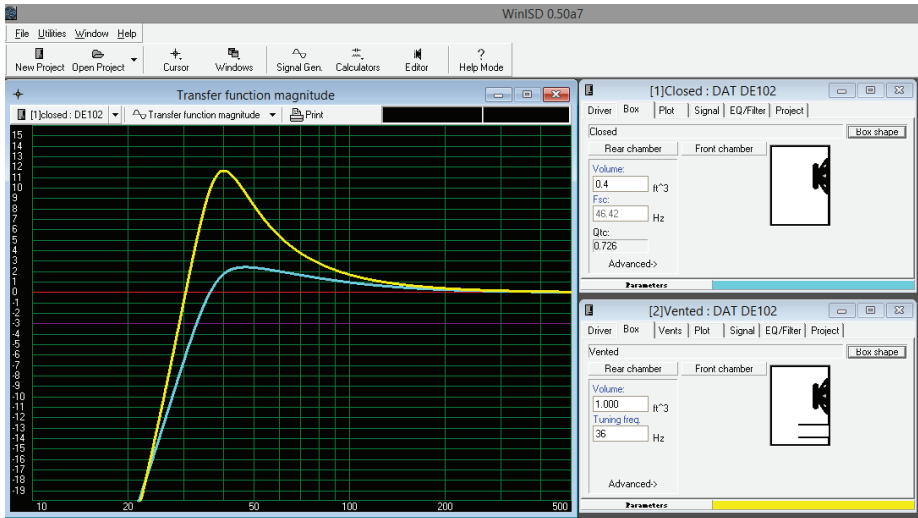 WinISD 0.50a7
File Utilities Window Help
New Project Open Project Cursor Windows Signal Gen. Calculators Editor Help Mode
Transfer function magnitude
[1]closed : DE102 Transfer function magnitude Print
15
14
13
12
11
10
9
8
7
6
5
4
3
2
1
0
-1
-2
-3
-4
-5
-6
-7
-8
-9
-10
-11
-12
-13
-14
-15
-16
-17
-18
-19
10 20 50 100 200 500
[1]Closed : DAT DE102
Driver Box Plot Signal EQ/Filter Project
Closed Box shape
Rear chamber Front chamber
Volume:
0.4 ft^3
Fsc:
46.42 Hz
Qtc:
0.726
Advanced->
Parameters
[2]Vented : DAT DE102
Driver Box Vents Plot Signal EQ/Filter Project
Vented Box shape
Rear chamber Front chamber
Volume:
1.000 ft^3
Tuning freq.
36 Hz
Advanced->
Parameters